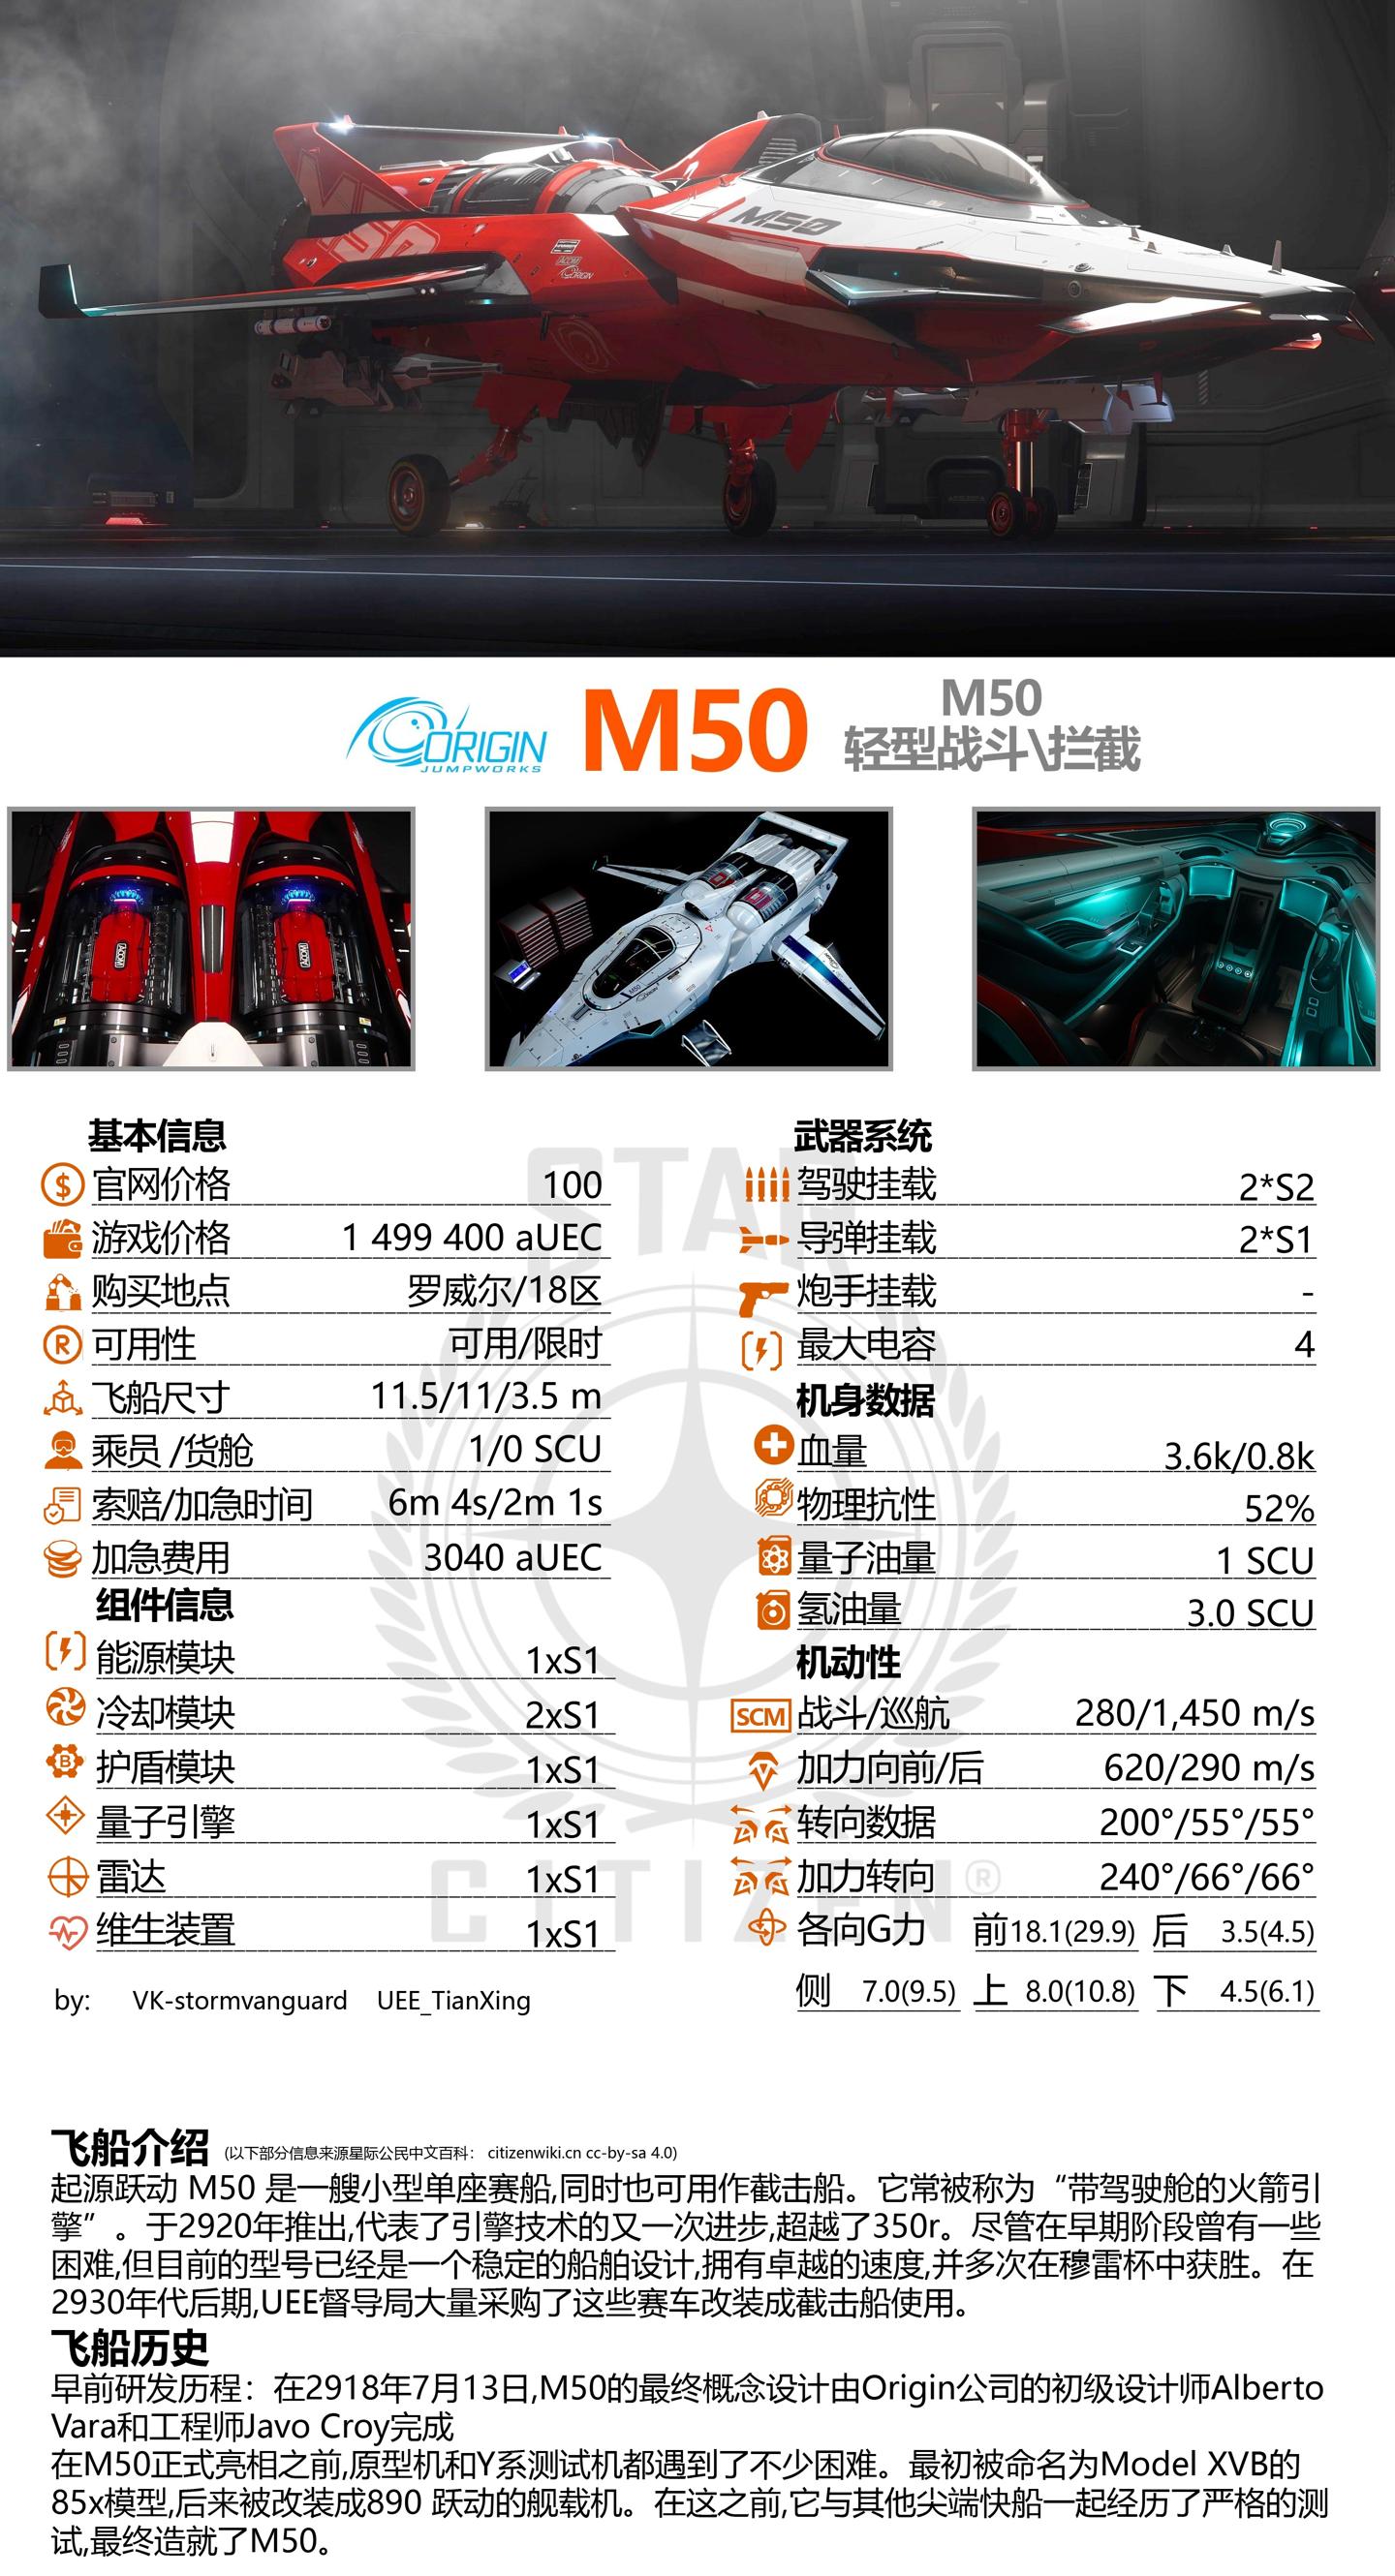 M50
M50
ORIGIN
ORIGIN
JUMPWORKS
M50
M50
轻型战斗\拦截
基本信息
官网价格 100
游戏价格 1 499 400 aUEC
购买地点 罗威尔/18区
可用性 可用/限时
飞船尺寸 11.5/11/3.5 m
乘员 /货舱 1/0 SCU
索赔/加急时间 6m 4s/2m 1s
加急费用 3040 aUEC
组件信息
能源模块 1xS1
冷却模块 2xS1
护盾模块 1xS1
量子引擎 1xS1
雷达 1xS1
维生装置 1xS1
by: VK-stormvanguard UEE_TianXing
武器系统
驾驶挂载 2*S2
导弹挂载 2*S1
炮手挂载 -
最大电容 4
机身数据
血量 3.6k/0.8k
物理抗性 52%
量子油量 1 SCU
氢油量 3.0 SCU
机动性
SCM 战斗/巡航 280/1,450 m/s
加力向前/后 620/290 m/s
转向数据 200°/55°/55°
加力转向 240°/66°/66°
各向G力 前18.1(29.9) 后 3.5(4.5)
侧 7.0(9.5) 上 8.0(10.8) 下 4.5(6.1)
STAR
CITIZEN®
飞船介绍 (以下部分信息来源星际公民中文百科： citizenwiki.cn cc-by-sa 4.0)
起源跃动 M50 是一艘小型单座赛船,同时也可用作截击船。它常被称为“带驾驶舱的火箭引
擎”。于2920年推出,代表了引擎技术的又一次进步,超越了350r。尽管在早期阶段曾有一些
困难,但目前的型号已经是一个稳定的船舶设计,拥有卓越的速度,并多次在穆雷杯中获胜。在
2930年代后期,UEE督导局大量采购了这些赛车改装成截击船使用。
飞船历史
早前研发历程：在2918年7月13日,M50的最终概念设计由Origin公司的初级设计师Alberto
Vara和工程师Javo Croy完成
在M50正式亮相之前,原型机和Y系测试机都遇到了不少困难。最初被命名为Model XVB的
85x模型,后来被改装成890 跃动的舰载机。在这之前,它与其他尖端快船一起经历了严格的测
试,最终造就了M50。